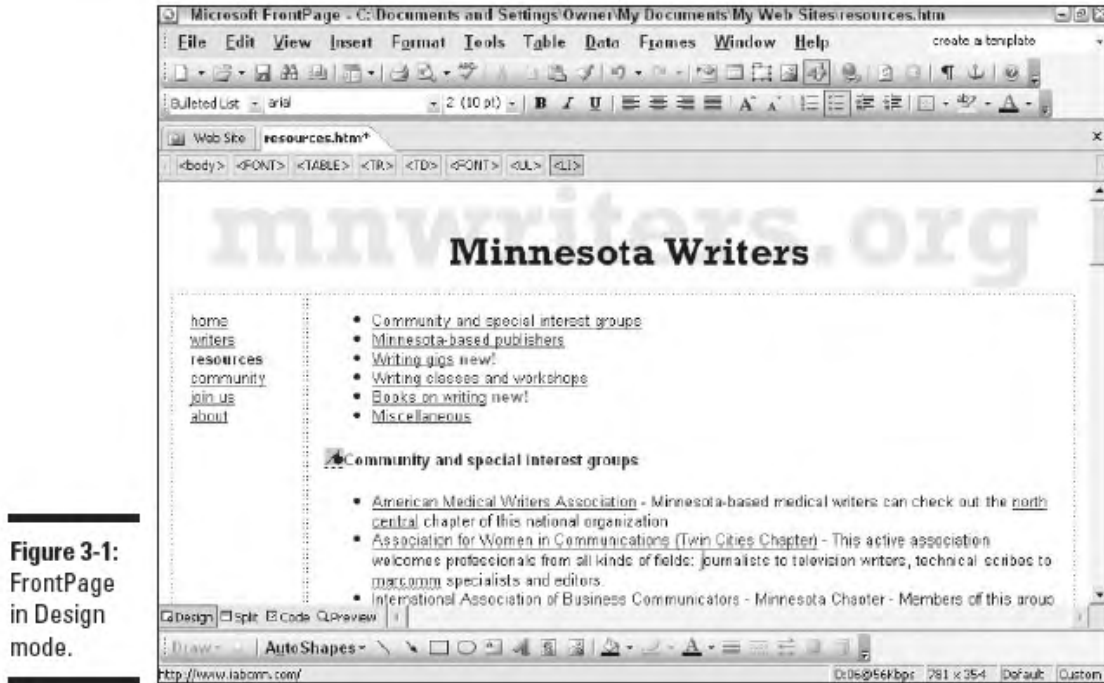 Microsoft FrontPage - C:\Documents and Settings\Owner\My Documents\My Web Sites\resources.htm
File Edit View Insert Format Tools Table Data Frames Window Help create a template
Bulleted List arial 2 (10 pt) B I U A A A
Web Site resources.htm*
<body> <FONT> <TABLE> <TR> <TD> <FONT> <UL> <LI>
mnwriters.org
Minnesota Writers
home
writers
resources
community
join us
about
• Community and special interest groups
• Minnesota-based publishers
• Writing gigs new!
• Writing classes and workshops
• Books on writing new!
• Miscellaneous
Community and special interest groups
• American Medical Writers Association - Minnesota-based medical writers can check out the north
central chapter of this national organization
• Association for Women in Communications (Twin Cities Chapter) - This active association
welcomes professionals from all kinds of fields: journalists to television writers, technical scribes to
marcomm specialists and editors.
• International Association of Business Communicators - Minnesota Chapter - Members of this group
Design Split Code Preview
Draw AutoShapes A
http://www.iabcmn.com/ 0:06@56Kbps 781 x 354 Default Custom
Figure 3-1:
FrontPage
in Design
mode.